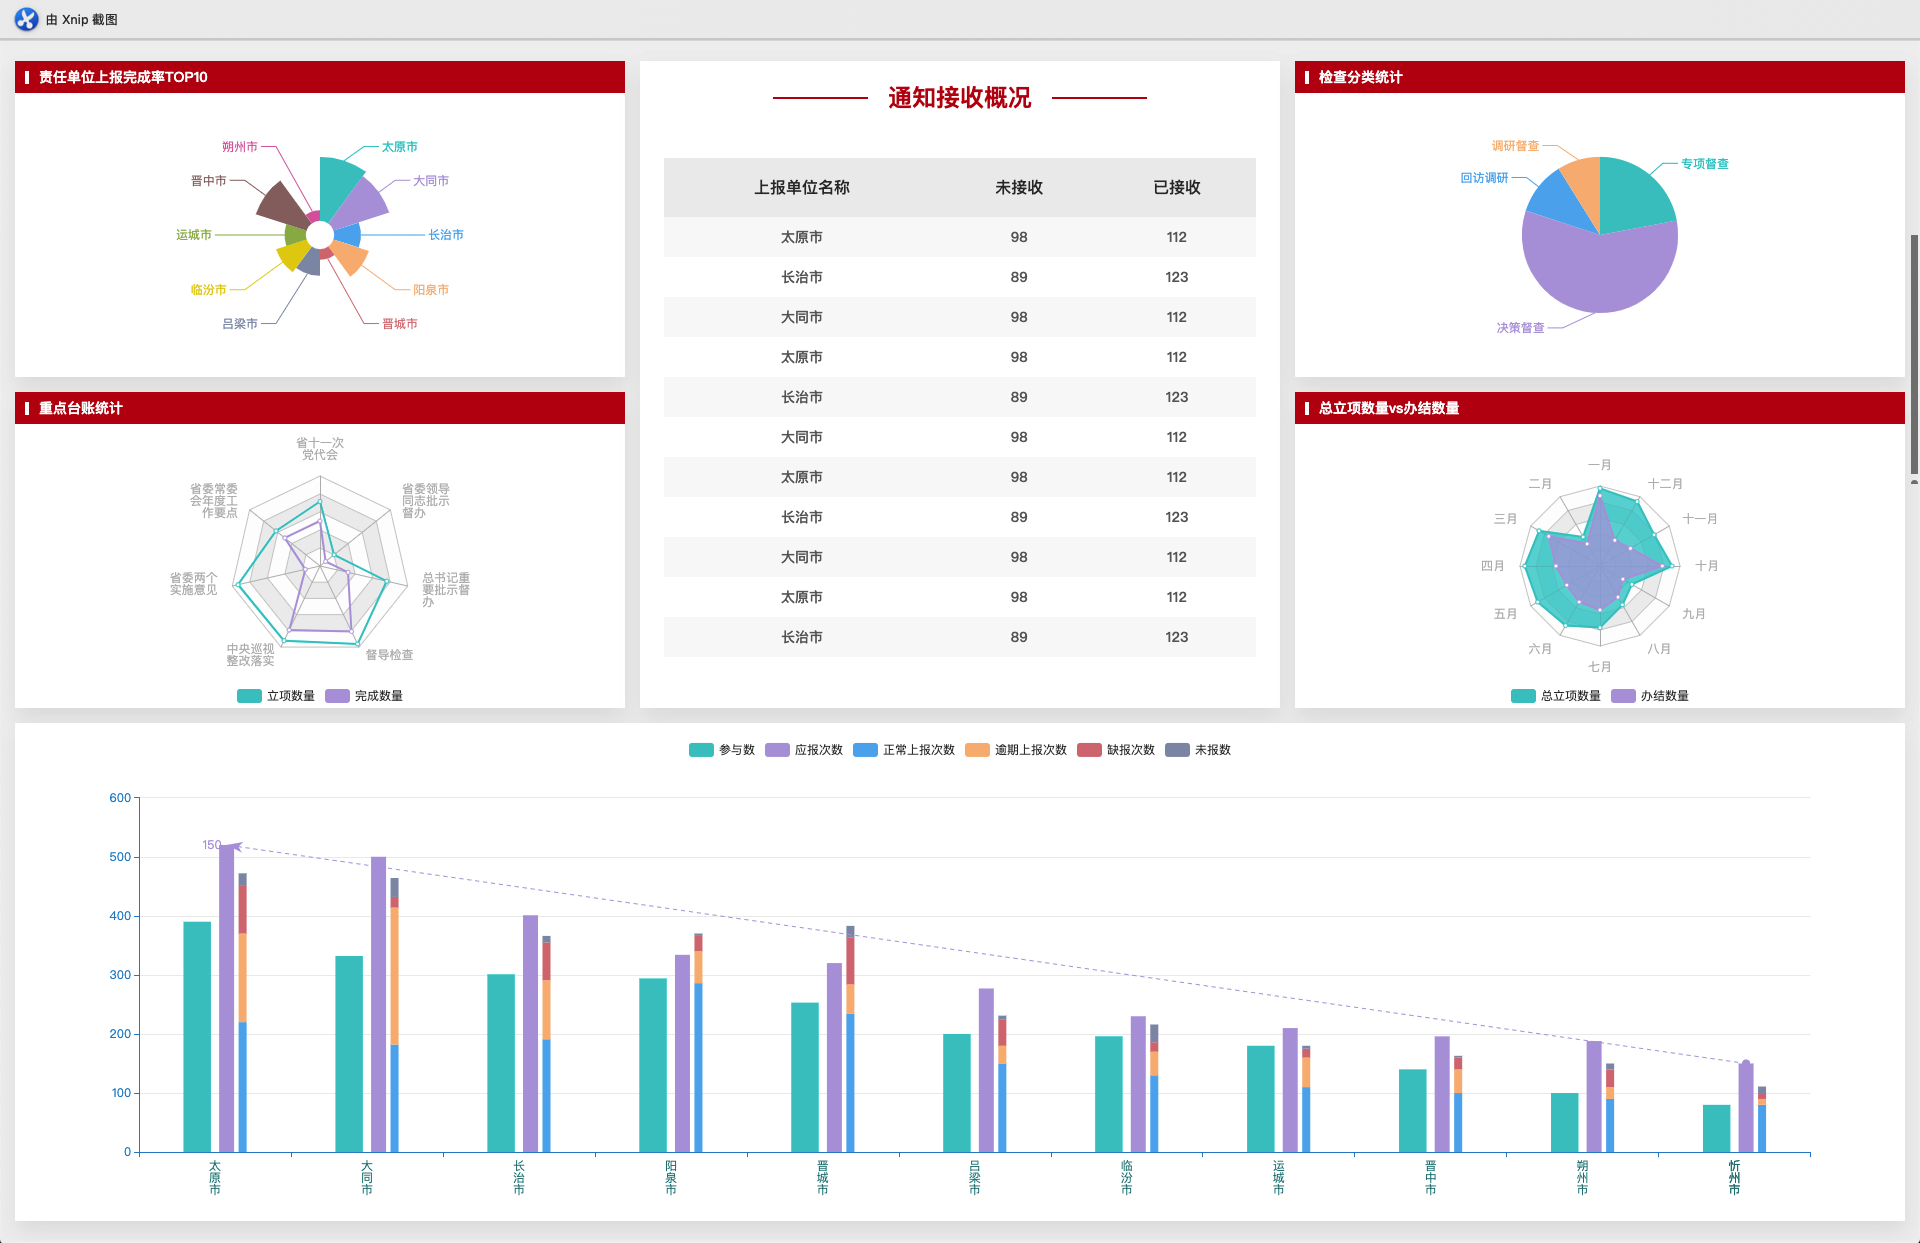 由 Xnip 截图
责任单位上报完成率TOP10
朔州市
太原市
晋中市
大同市
运城市
长治市
临汾市
阳泉市
吕梁市
晋城市
重点台账统计
省十一次
党代会
省委常委
会年度工
作要点
省委领导
同志批示
督办
省委两个
实施意见
总书记重
要批示督
办
中央巡视
整改落实
督导检查
立项数量 完成数量
通知接收概况
上报单位名称 未接收 已接收
太原市 98 112
长治市 89 123
大同市 98 112
太原市 98 112
长治市 89 123
大同市 98 112
太原市 98 112
长治市 89 123
大同市 98 112
太原市 98 112
长治市 89 123
检查分类统计
调研督查
专项督查
回访调研
决策督查
总立项数量vs办结数量
一月
二月
十二月
三月
十一月
四月
十月
五月
九月
六月
八月
七月
总立项数量 办结数量
参与数 应报次数 正常上报次数 逾期上报次数 缺报次数 未报数
600
500
400
300
200
100
0
150
太原市
大同市
长治市
阳泉市
晋城市
吕梁市
临汾市
运城市
晋中市
朔州市
忻州市